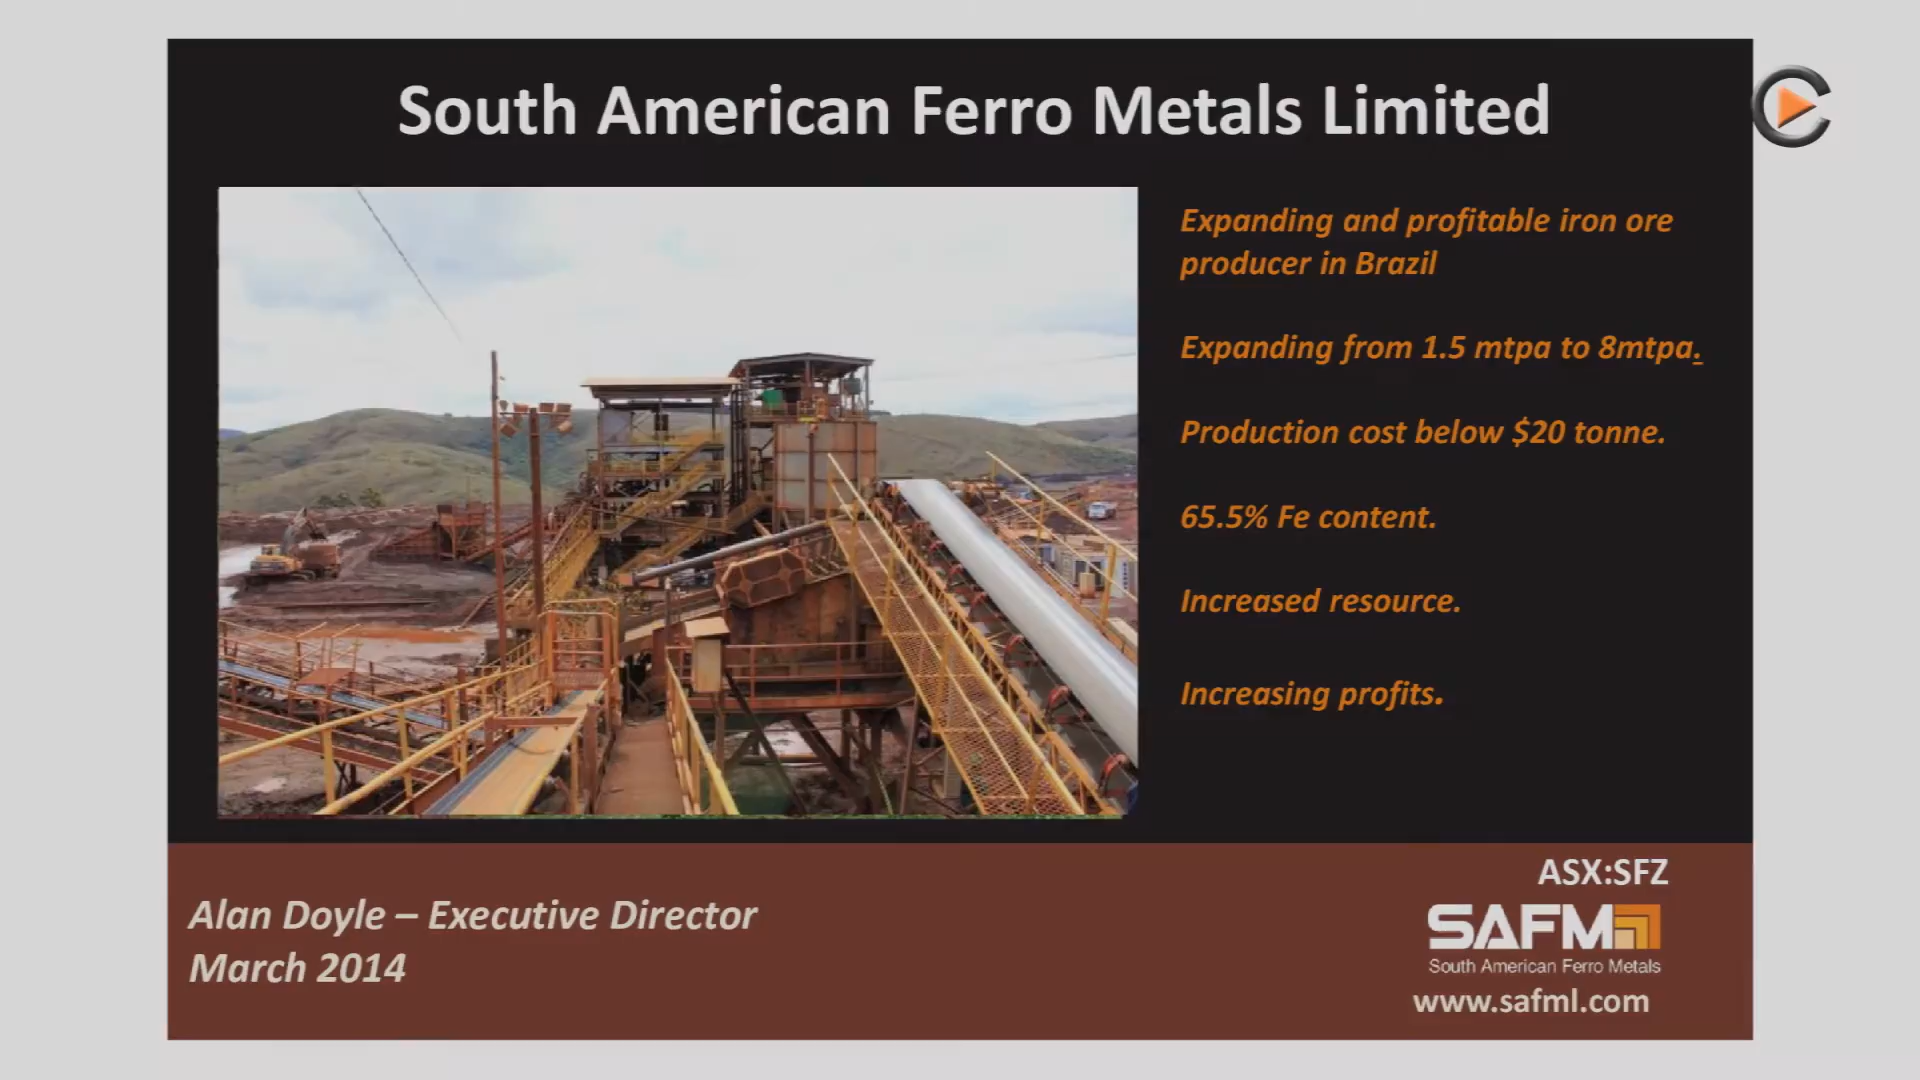 South American Ferro Metals Limited
Expanding and profitable iron ore
producer in Brazil
Expanding from 1.5 mtpa to 8mtpa.
Production cost below $20 tonne.
65.5% Fe content.
Increased resource.
Increasing profits.
Alan Doyle – Executive Director
March 2014
ASX:SFZ
SAFM
South American Ferro Metals
www.safml.com